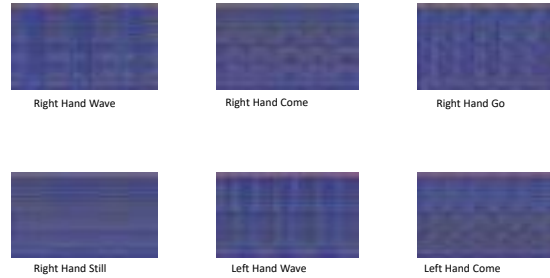 Right Hand Wave
Right Hand Come
Right Hand Go
Right Hand Still
Left Hand Wave
Left Hand Come